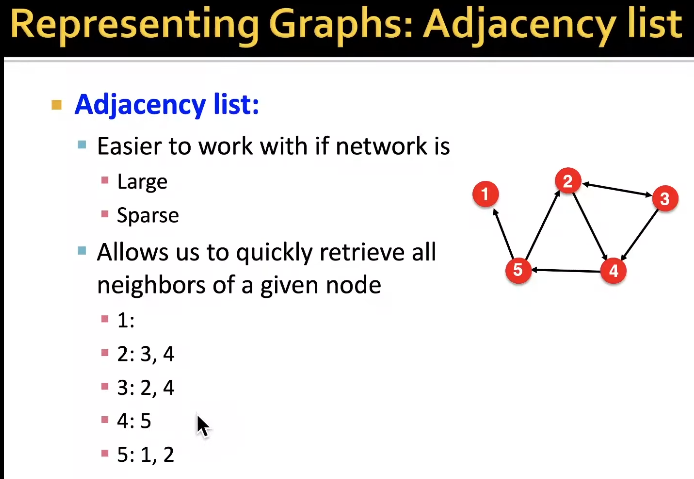 Representing Graphs: Adjacency list
Adjacency list:
Easier to work with if network is
Large
Sparse
Allows us to quickly retrieve all
neighbors of a given node
1:
2: 3, 4
3: 2, 4
4: 5
5: 1, 2
1
2
3
5
4